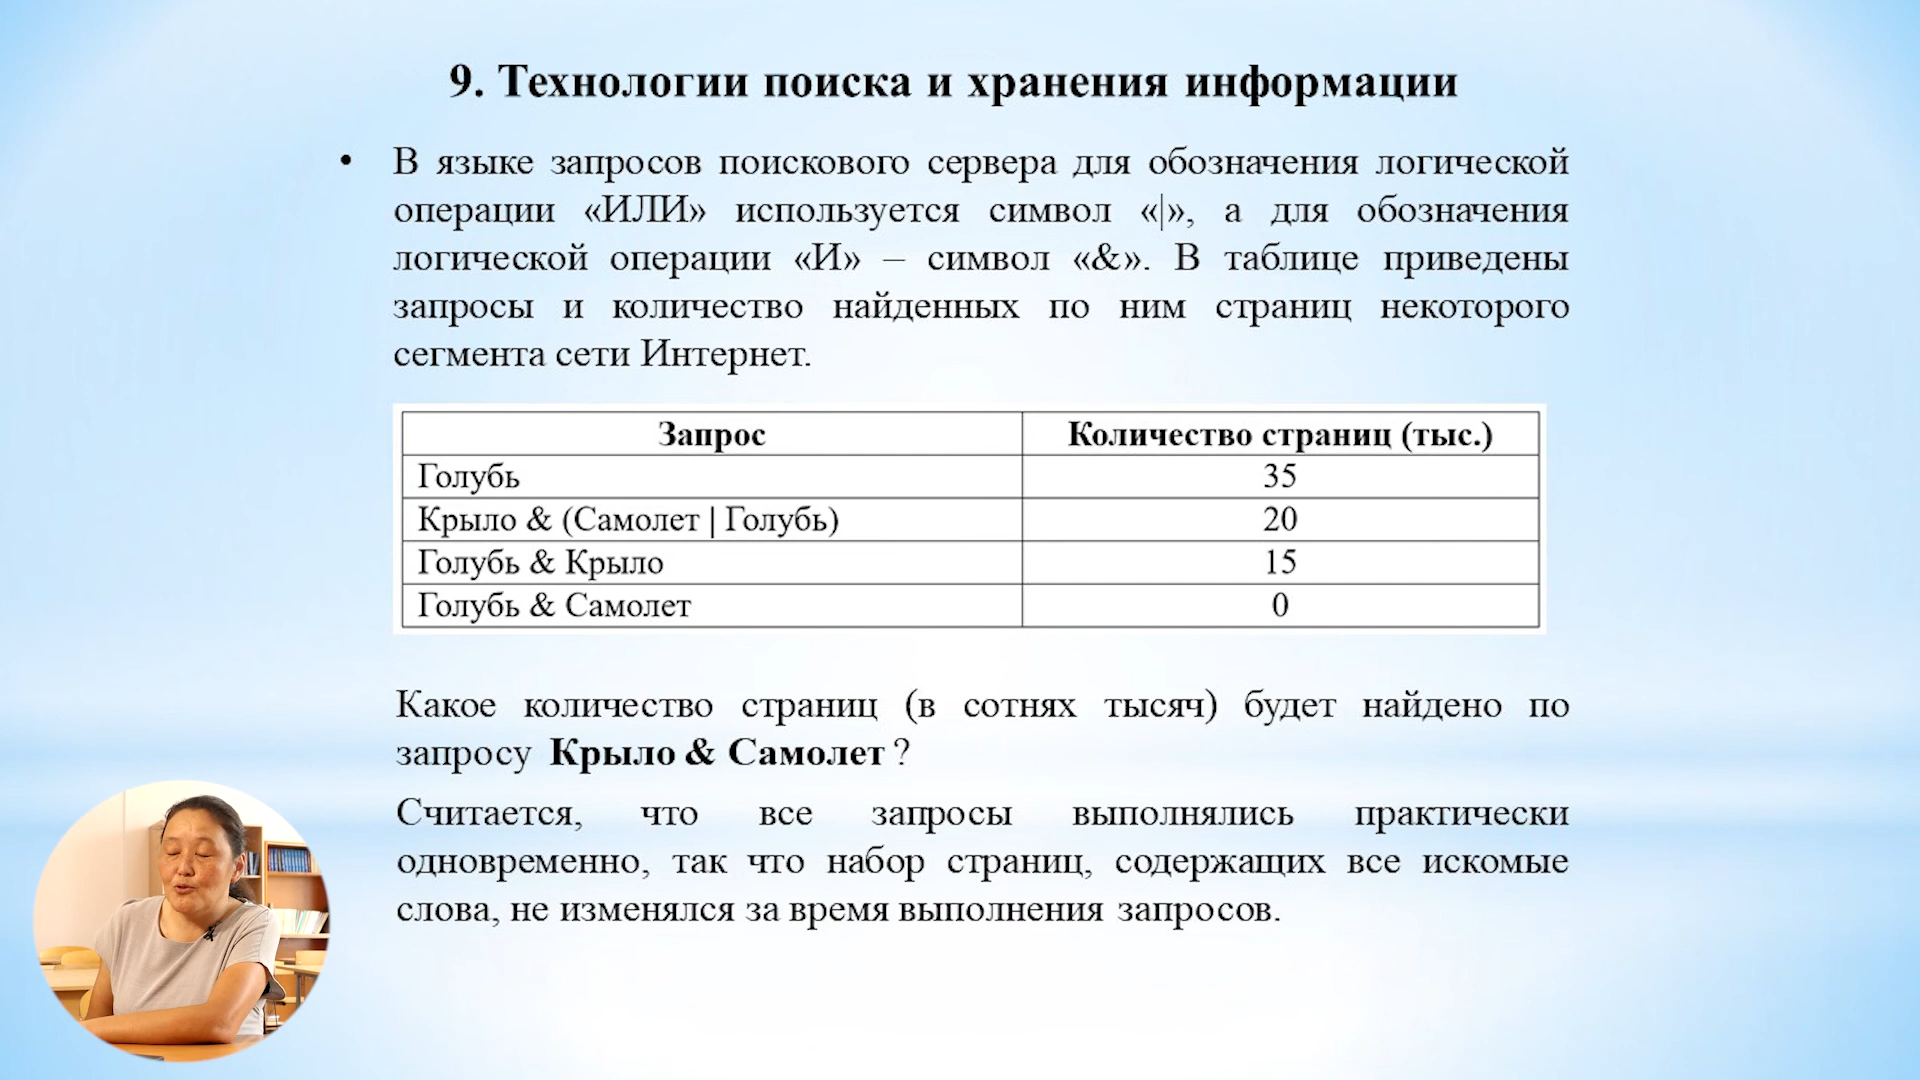 9. Технологии поиска и хранения информации
• В языке запросов поискового сервера для обозначения логической
операции «ИЛИ» используется символ «|», а для обозначения
логической операции «И» – символ «&». В таблице приведены
запросы и количество найденных по ним страниц некоторого
сегмента сети Интернет.
Запрос Количество страниц (тыс.)
Голубь 35
Крыло & (Самолет | Голубь) 20
Голубь & Крыло 15
Голубь & Самолет 0
Какое количество страниц (в сотнях тысяч) будет найдено по
запросу Крыло & Самолет ?
Считается, что все запросы выполнялись практически
одновременно, так что набор страниц, содержащих все искомые
слова, не изменялся за время выполнения запросов.